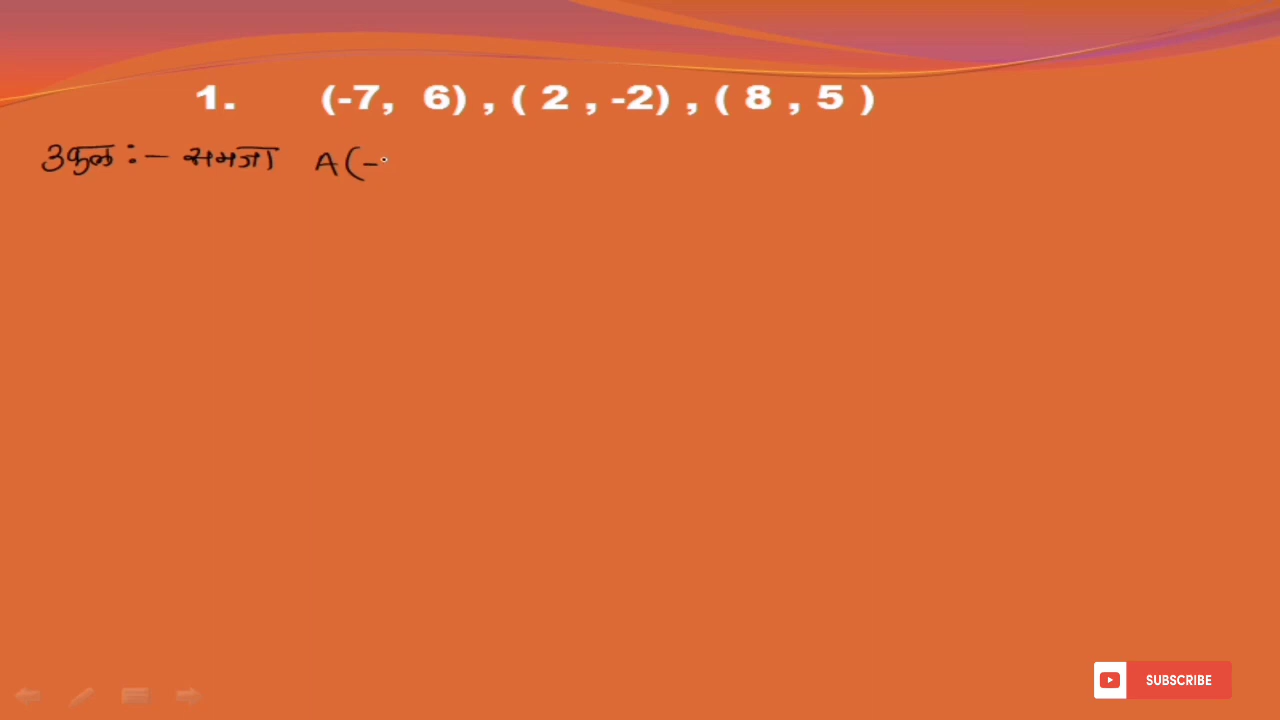 1. (-7, 6) , ( 2 , -2) , ( 8 , 5 )
उकल :- समजा A(-
SUBSCRIBE